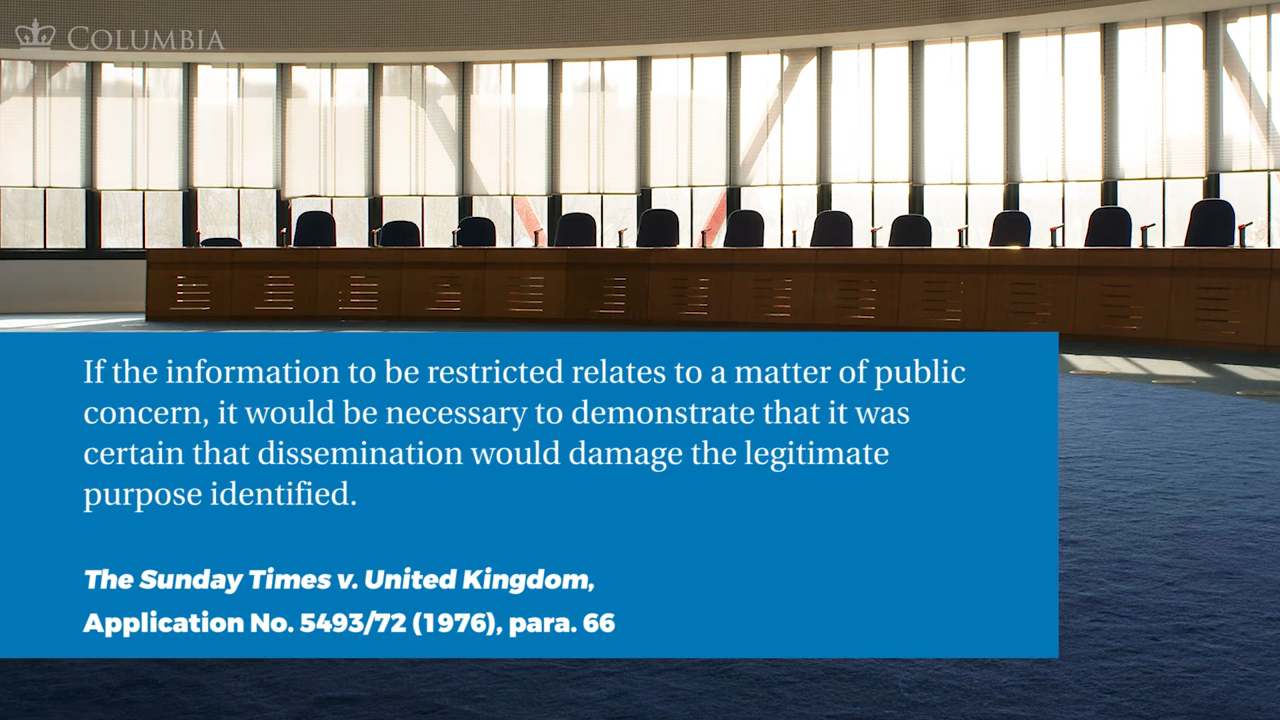 COLUMBIA
If the information to be restricted relates to a matter of public
concern, it would be necessary to demonstrate that it was
certain that dissemination would damage the legitimate
purpose identified.
The Sunday Times v. United Kingdom,
Application No. 5493/72 (1976), para. 66